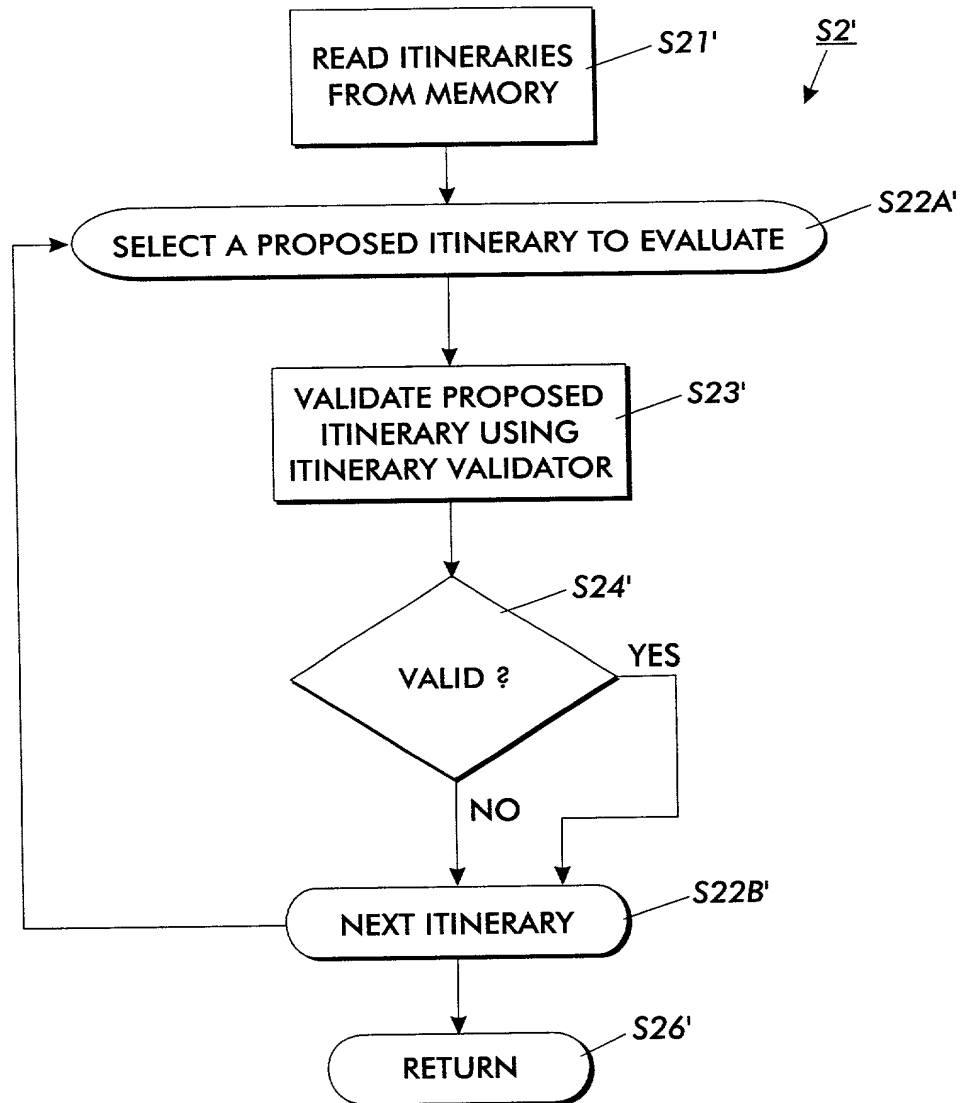 S2'
READ ITINERARIES
FROM MEMORY
S21'
S22A'
SELECT A PROPOSED ITINERARY TO EVALUATE
VALIDATE PROPOSED
ITINERARY USING
ITINERARY VALIDATOR
S23'
S24'
VALID ?
YES
NO
NEXT ITINERARY
S22B'
RETURN
S26'